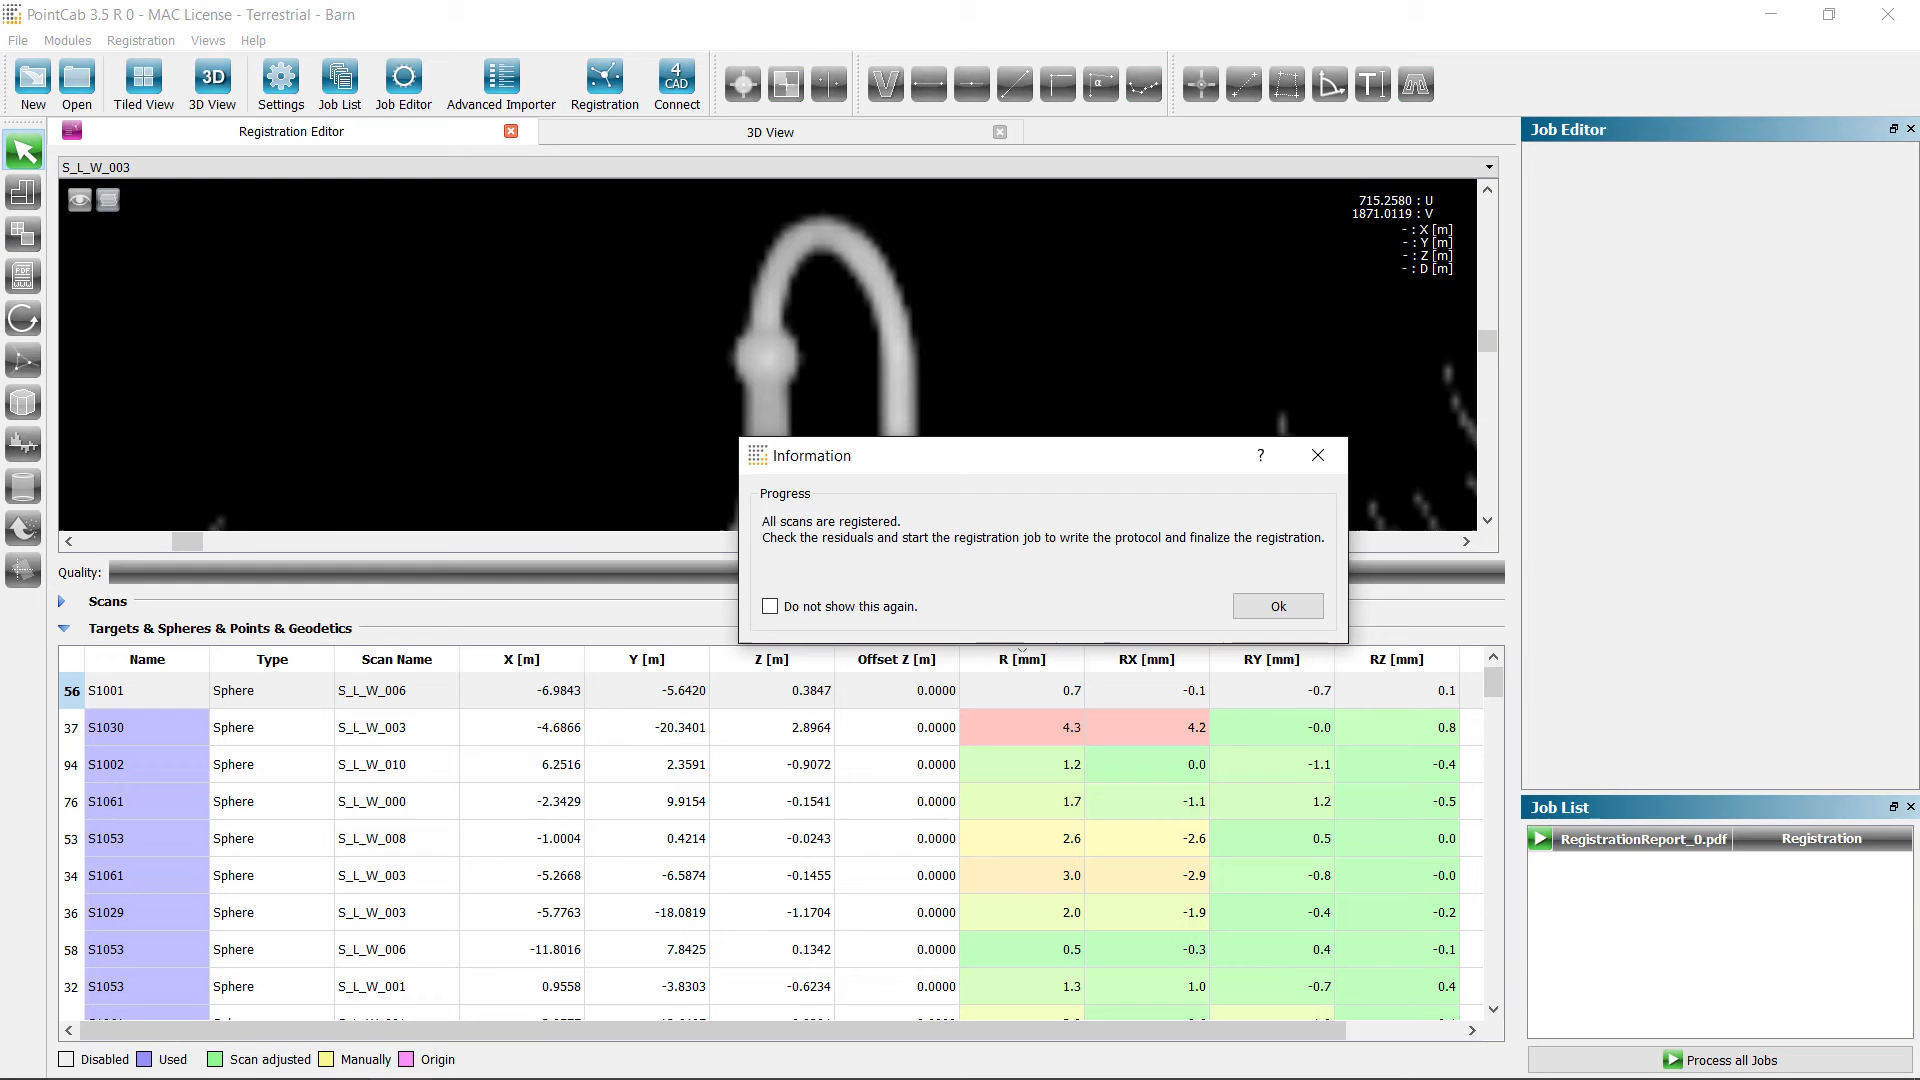 PointCab 3.5 R 0 - MAC License - Terrestrial - Barn
File Modules Registration Views Help
3D 4 CAD
New Open Tiled View 3D View Settings Job List Job Editor Advanced Importer Registration Connect
Registration Editor 3D View Job Editor
S_L_W_003
715.2580 : U
1871.0119 : V
- : X [m]
- : Y [m]
- : Z [m]
- : D [m]
PDF
Information ?
Progress
All scans are registered.
Check the residuals and start the registration job to write the protocol and finalize the registration.
Do not show this again. Ok
Quality:
Scans
Targets & Spheres & Points & Geodetics
Name Type Scan Name X [m] Y [m] Z [m] Offset Z [m] R [mm] RX [mm] RY [mm] RZ [mm]
56 S1001 Sphere S_L_W_006 -6.9843 -5.6420 0.3847 0.0000 0.7 -0.1 -0.7 0.1
37 S1030 Sphere S_L_W_003 -4.6866 -20.3401 2.8964 0.0000 4.3 4.2 -0.0 0.8
94 S1002 Sphere S_L_W_010 6.2516 2.3591 -0.9072 0.0000 1.2 0.0 -1.1 -0.4
76 S1061 Sphere S_L_W_000 -2.3429 9.9154 -0.1541 0.0000 1.7 -1.1 1.2 -0.5
53 S1053 Sphere S_L_W_008 -1.0004 0.4214 -0.0243 0.0000 2.6 -2.6 0.5 0.0
34 S1061 Sphere S_L_W_003 -5.2668 -6.5874 -0.1455 0.0000 3.0 -2.9 -0.8 -0.0
36 S1029 Sphere S_L_W_003 -5.7763 -18.0819 -1.1704 0.0000 2.0 -1.9 -0.4 -0.2
58 S1053 Sphere S_L_W_006 -11.8016 7.8425 0.1342 0.0000 0.5 -0.3 0.4 -0.1
32 S1053 Sphere S_L_W_001 0.9558 -3.8303 -0.6234 0.0000 1.3 1.0 -0.7 0.4
Disabled Used Scan adjusted Manually Origin
Job List
RegistrationReport_0.pdf Registration
Process all Jobs